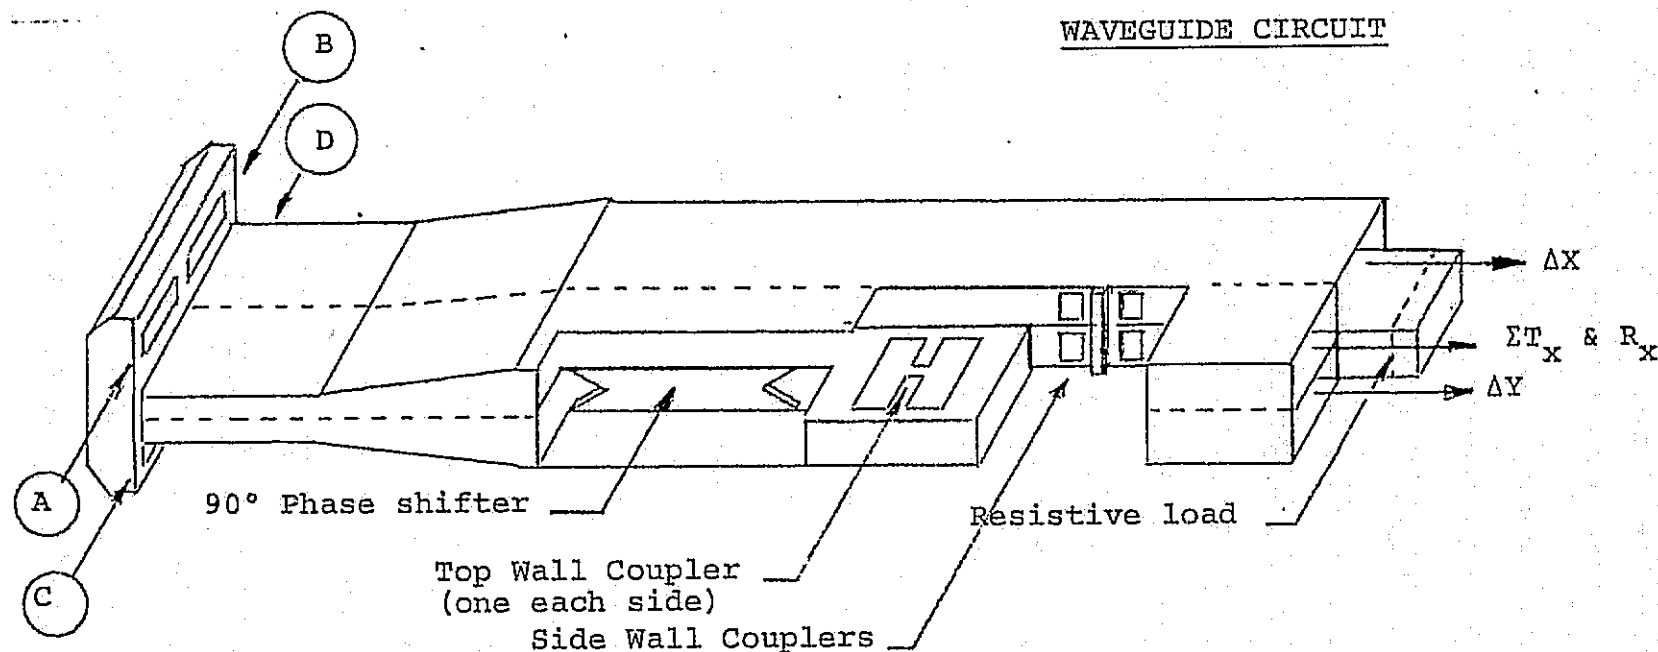 WAVEGUIDE CIRCUIT
B
D
ΔX
ΣTx & Rx
ΔY
A
90° Phase shifter
Resistive load
C
Top Wall Coupler
(one each side)
Side Wall Couplers